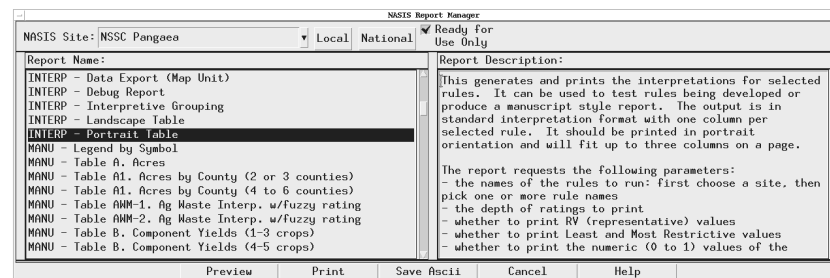 NASIS Report Manager
NASIS Site: NSSC Pangaea
Local
National
Ready for
Use Only
Report Name:
INTERP - Data Export (Map Unit)
INTERP - Debug Report
INTERP - Interpretive Grouping
INTERP - Landscape Table
INTERP - Portrait Table
MANU - Legend by Symbol
MANU - Table A. Acres
MANU - Table A1. Acres by County (2 or 3 counties)
MANU - Table A1. Acres by County (4 to 6 counties)
MANU - Table AWM-1. Ag Waste Interp. w/fuzzy rating
MANU - Table AWM-2. Ag Waste Interp. w/fuzzy rating
MANU - Table B. Component Yields (1-3 crops)
MANU - Table B. Component Yields (4-5 crops)
Report Description:
This generates and prints the interpretations for selected
rules. It can be used to test rules being developed or
produce a manuscript style report. The output is in
standard interpretation format with one column per
selected rule. It should be printed in portrait
orientation and will fit up to three columns on a page.
The report requests the following parameters:
- the names of the rules to run: first choose a site, then
pick one or more rule names
- the depth of ratings to print
- whether to print RV (representative) values
- whether to print Least and Most Restrictive values
- whether to print the numeric (0 to 1) values of the
Preview
Print
Save Ascii
Cancel
Help